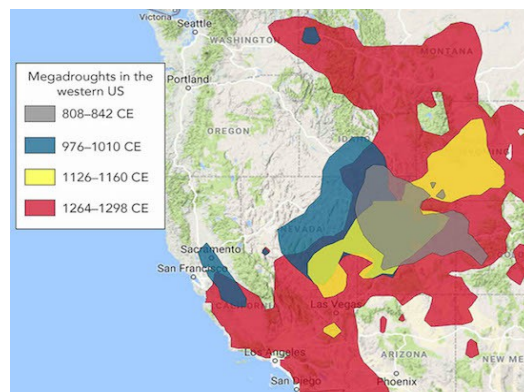 Victoria
Seattle
WASHINGTON
MONTANA
Megadroughts in the
western US
808–842 CE
976–1010 CE
1126–1160 CE
1264–1298 CE
Portland
OREGON
IDAHO
WYOMING
NEVADA
Sacramento
San Francisco
CALIFORNIA
Las Vegas
Los Angeles
ARIZONA
NEW ME
San Diego
Phoenix